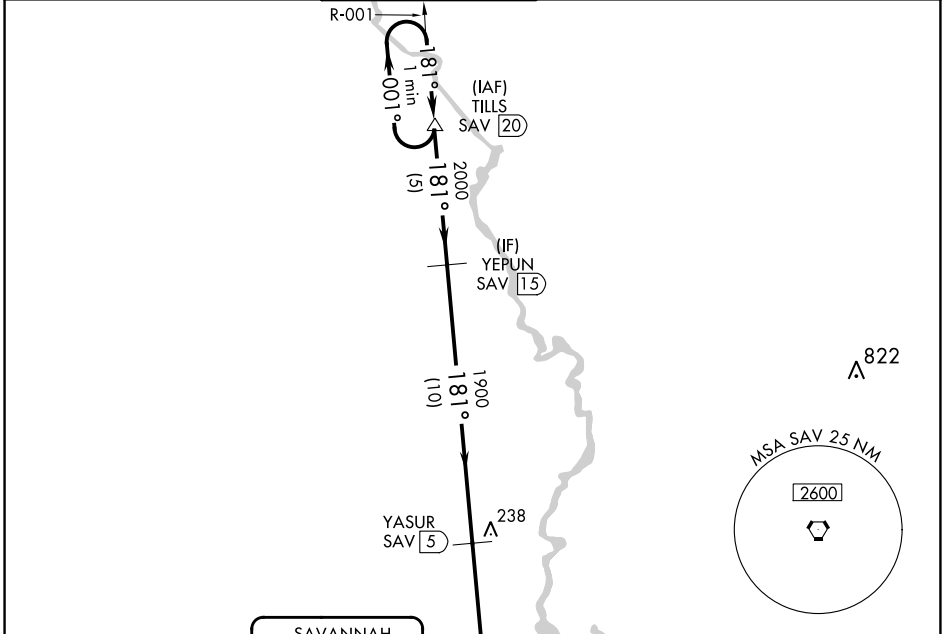 R-001
181°
1 min
001°
(IAF)
TILLS
SAV 20
2000
181°
(5)
(IF)
YEPUN
SAV 15
822
1900
181°
(10)
MSA SAV 25 NM
2600
238
YASUR
SAV 5
SAVANNAH